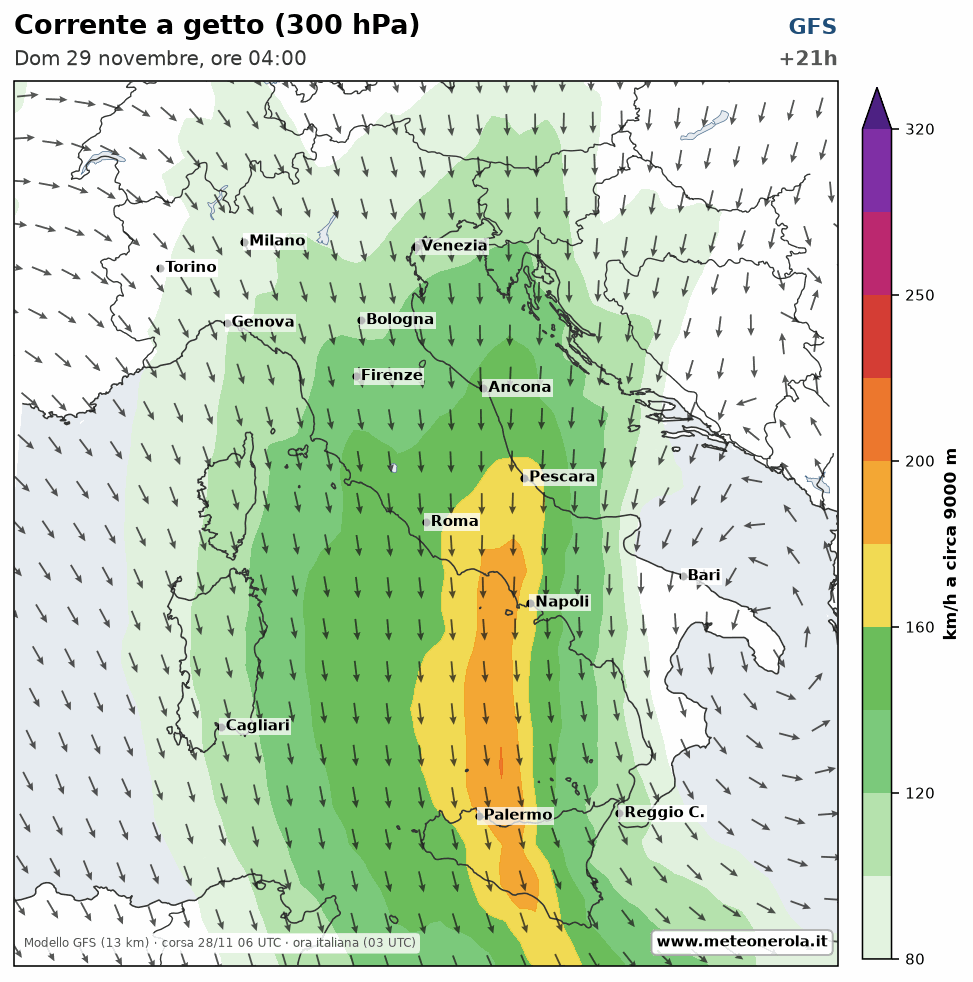 Corrente a getto (300 hPa)
GFS
Dom 29 novembre, ore 04:00
+21h
320
Milano
Venezia
Torino
250
Genova
Bologna
Firenze
Ancona
200
Pescara
Roma
Bari
Napoli
160
Cagliari
120
Palermo
Reggio C.
km/h a circa 9000 m
Modello GFS (13 km) · corsa 28/11 06 UTC · ora italiana (03 UTC)
www.meteonerola.it
80